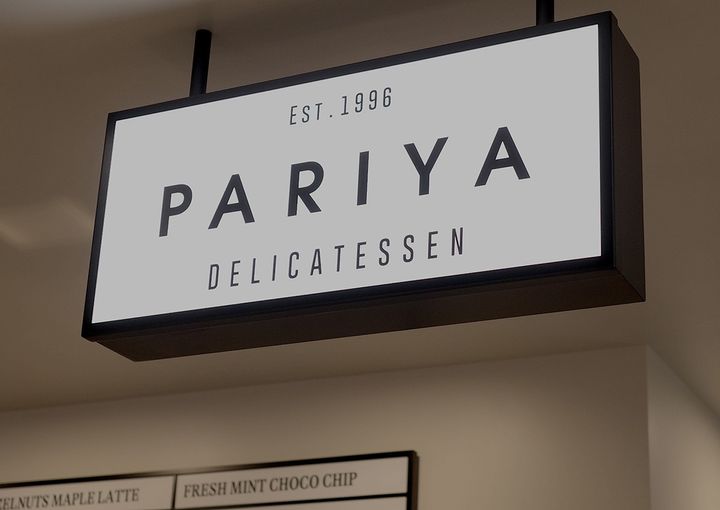 EST. 1996
PARIYA
DELICATESSEN
MAPLE LATTE
FRESH MINT CHOCO CHIP